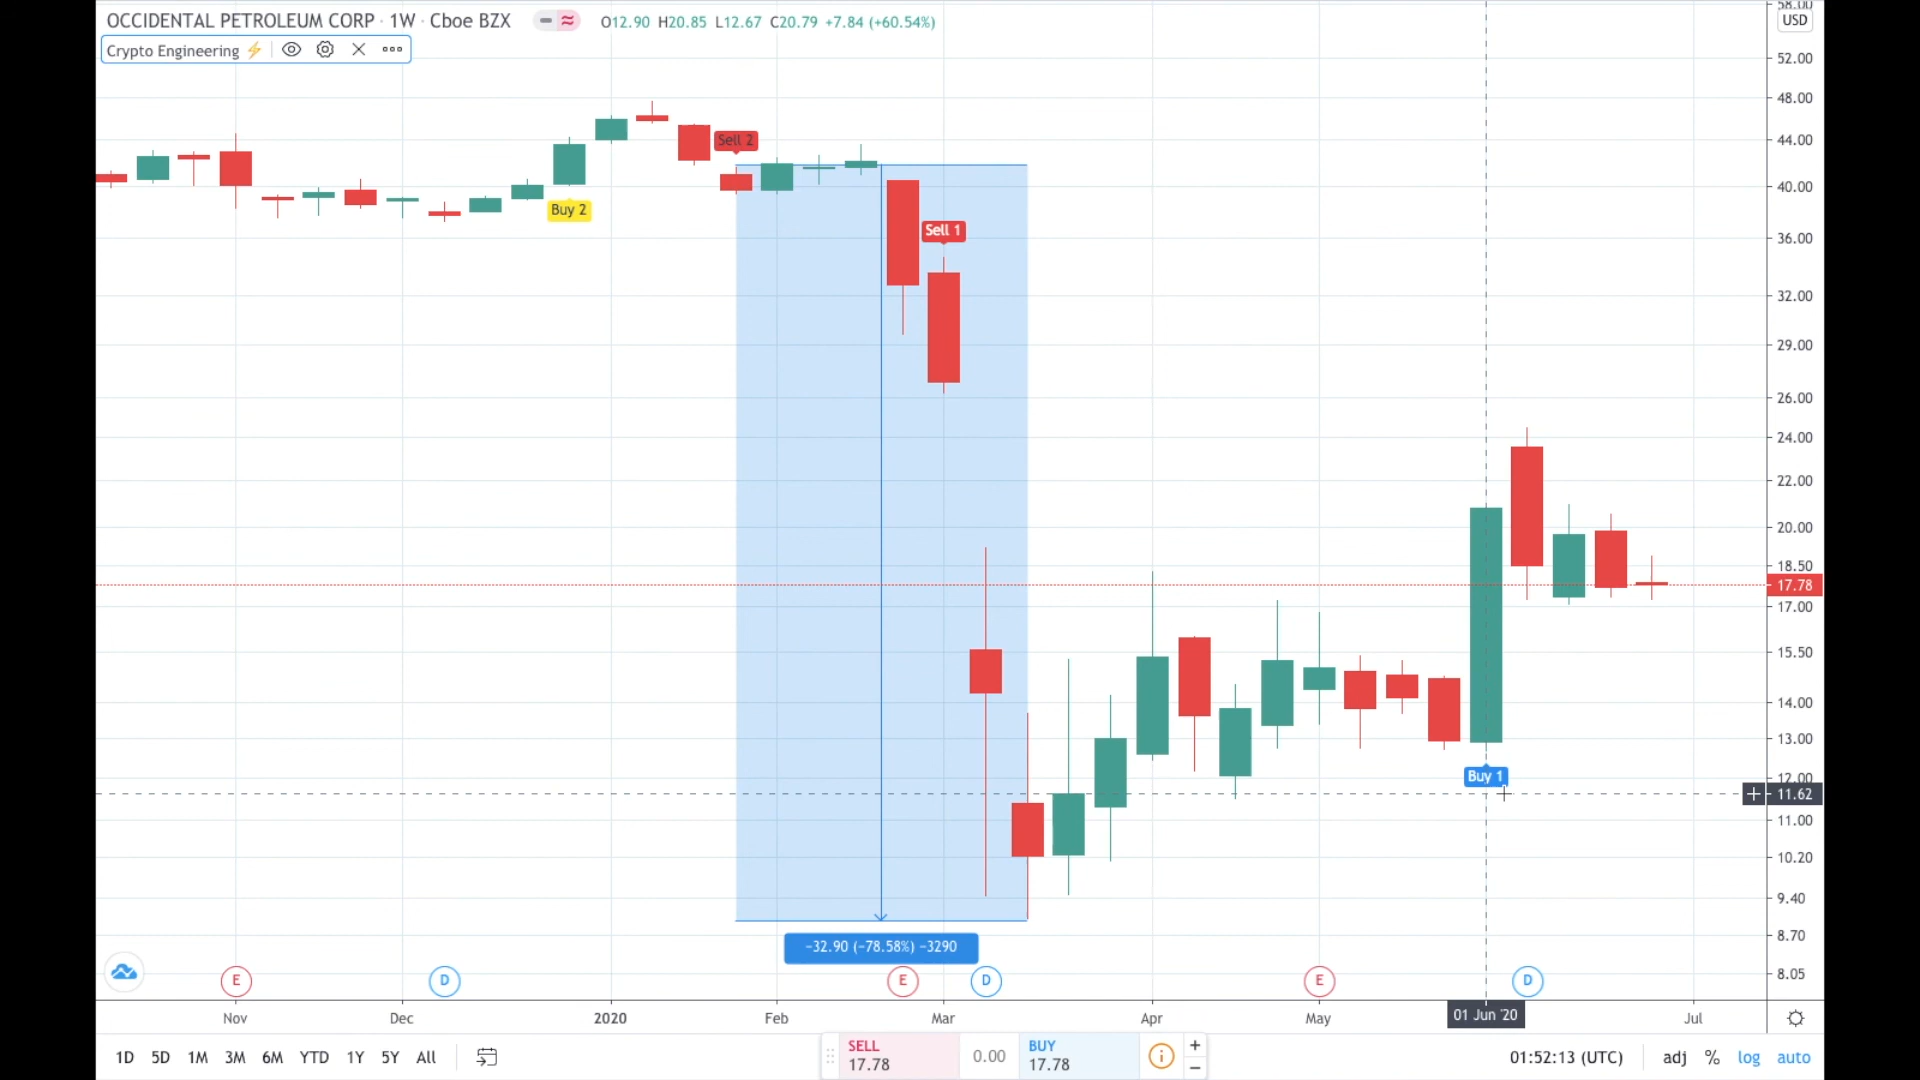 OCCIDENTAL PETROLEUM CORP · 1W · Cboe BZX O12.90 H20.85 L12.67 C20.79 +7.84 (+60.54%)
Crypto Engineering
58.00
USD
52.00
48.00
44.00
40.00
36.00
32.00
29.00
26.00
24.00
22.00
20.00
18.50
17.78
17.00
15.50
14.00
13.00
12.00
11.62
11.00
10.20
9.40
8.70
8.05
Sell 2
Buy 2
Sell 1
Buy 1
−32.90 (−78.58%) −3290
E D E D E D
Nov Dec 2020 Feb Mar Apr May 01 Jun '20 Jul
1D 5D 1M 3M 6M YTD 1Y 5Y All
SELL
17.78
0.00
BUY
17.78
01:52:13 (UTC) adj % log auto